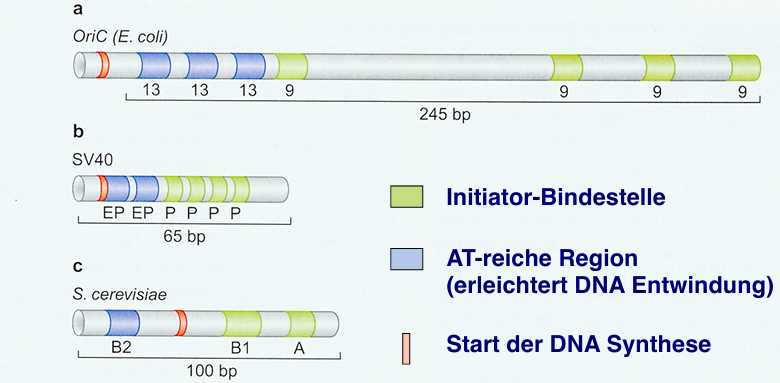 a
OriC (E. coli)
13 13 13 9 9 9 9
245 bp
b
SV40
EP EP P P P P
65 bp
c
S. cerevisiae
B2 B1 A
100 bp
Initiator-Bindestelle
AT-reiche Region
(erleichtert DNA Entwindung)
Start der DNA Synthese